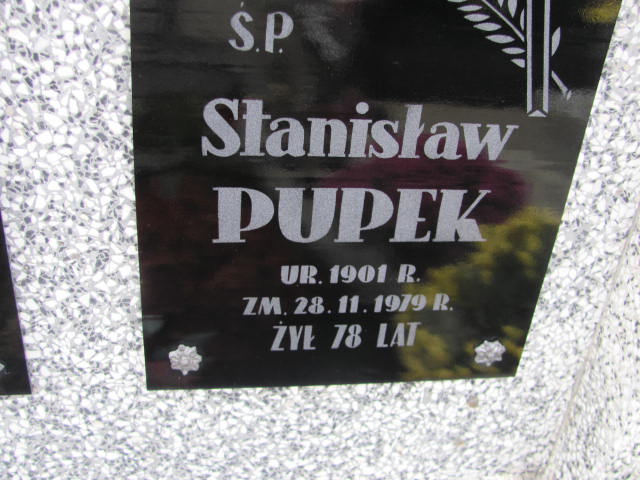 Ś.P.
Stanisław
PUPEK
UR. 1901 R.
ZM. 28.11.1979 R.
ŻYŁ 78 LAT